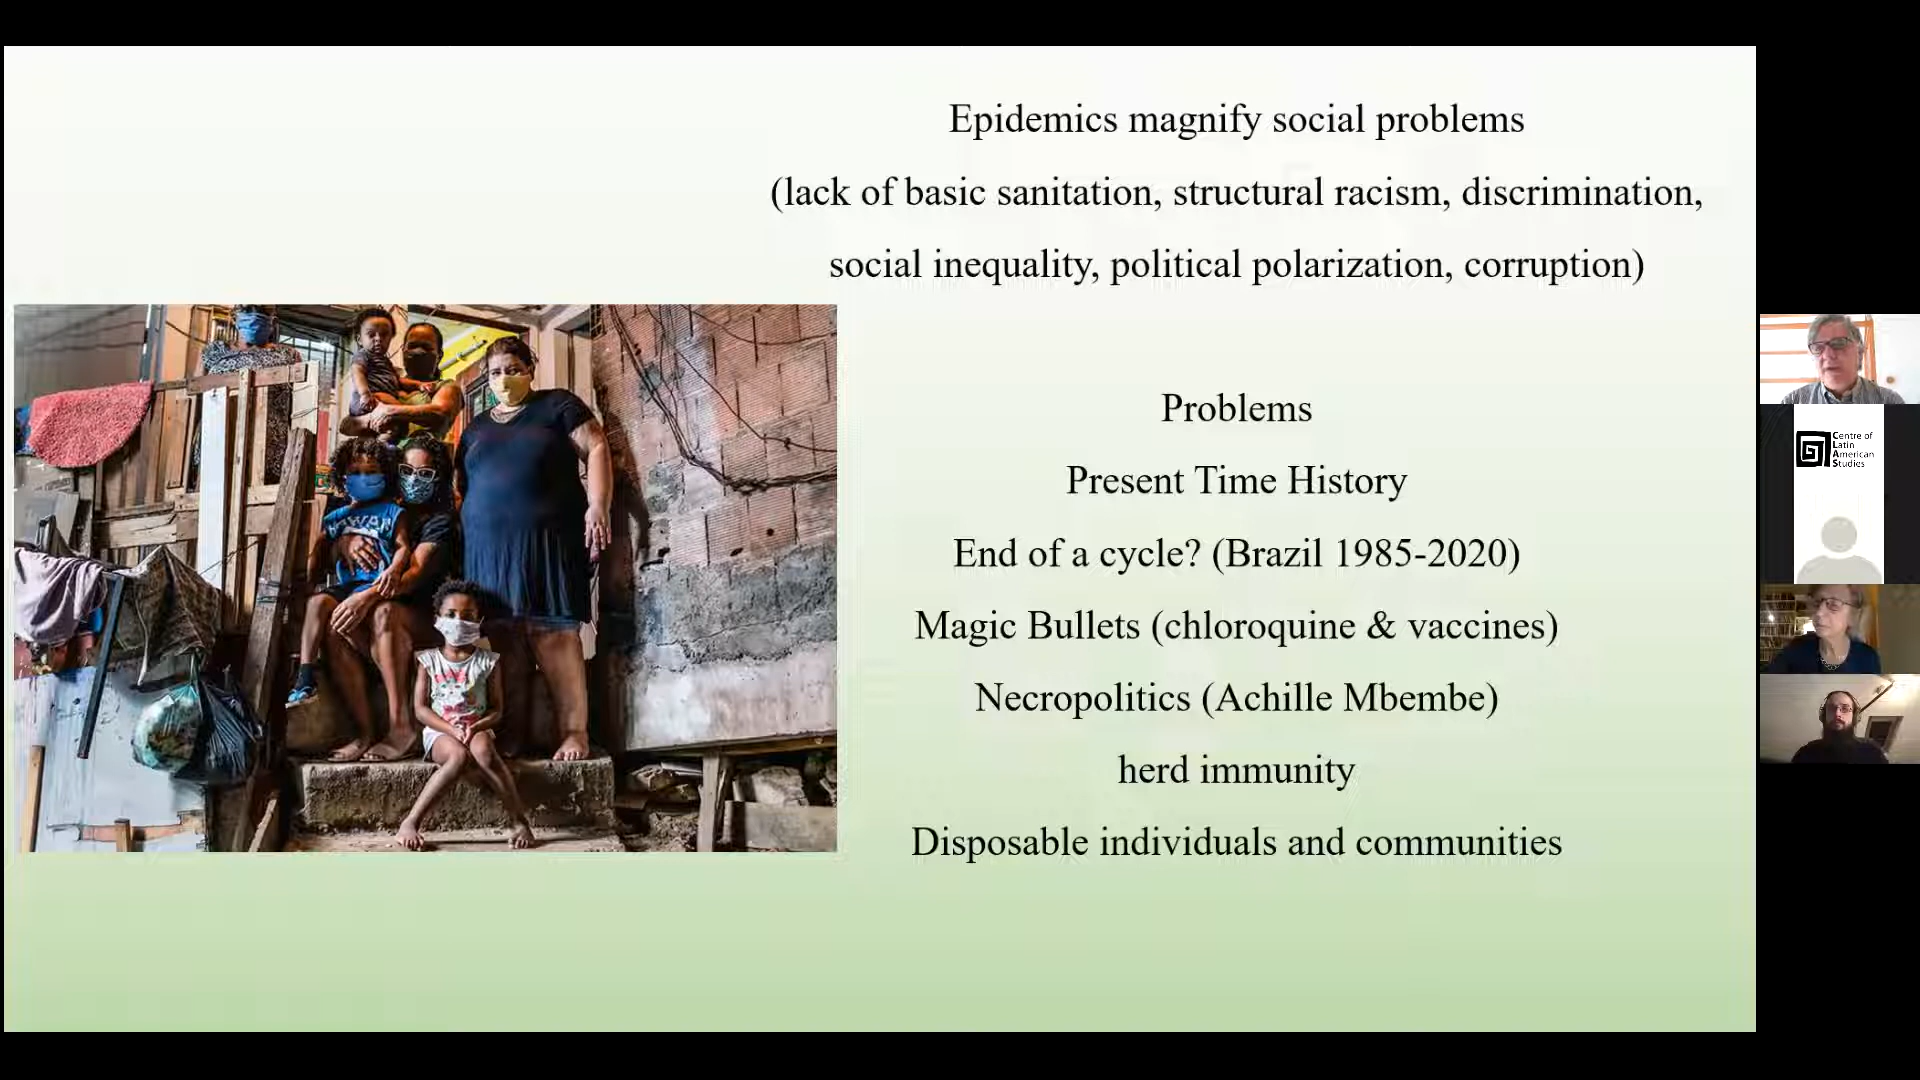 Epidemics magnify social problems
(lack of basic sanitation, structural racism, discrimination,
social inequality, political polarization, corruption)
Problems
Present Time History
End of a cycle? (Brazil 1985-2020)
Magic Bullets (chloroquine & vaccines)
Necropolitics (Achille Mbembe)
herd immunity
Disposable individuals and communities
Centre of
Latin
American
Studies